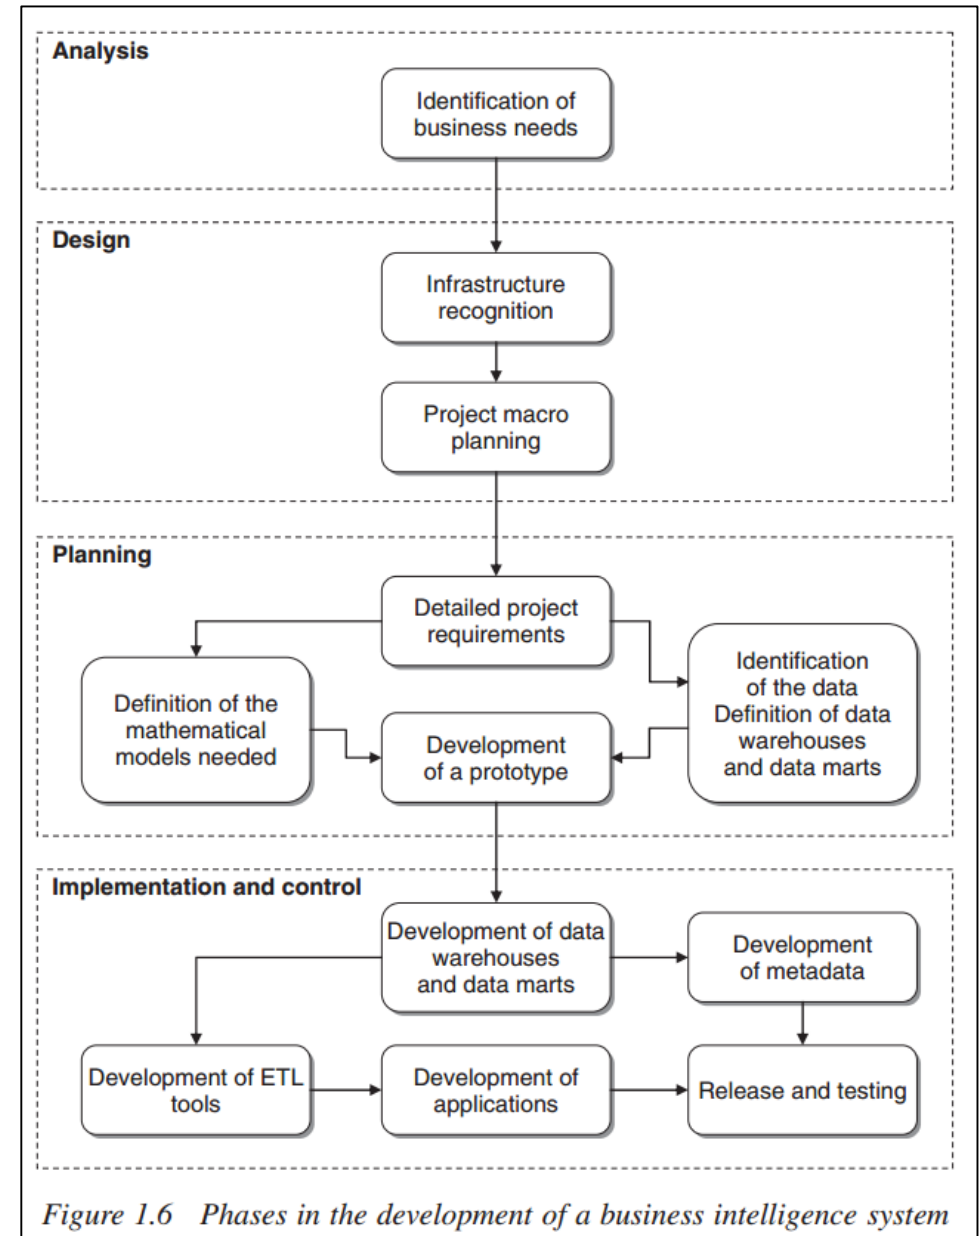 Analysis
Identification of
business needs
Design
Infrastructure
recognition
Project macro
planning
Planning
Detailed project
requirements
Definition of the
mathematical
models needed
Development
of a prototype
Identification
of the data
Definition of data
warehouses
and data marts
Implementation and control
Development of data
warehouses
and data marts
Development
of metadata
Development of ETL
tools
Development of
applications
Release and testing
Figure 1.6 Phases in the development of a business intelligence system